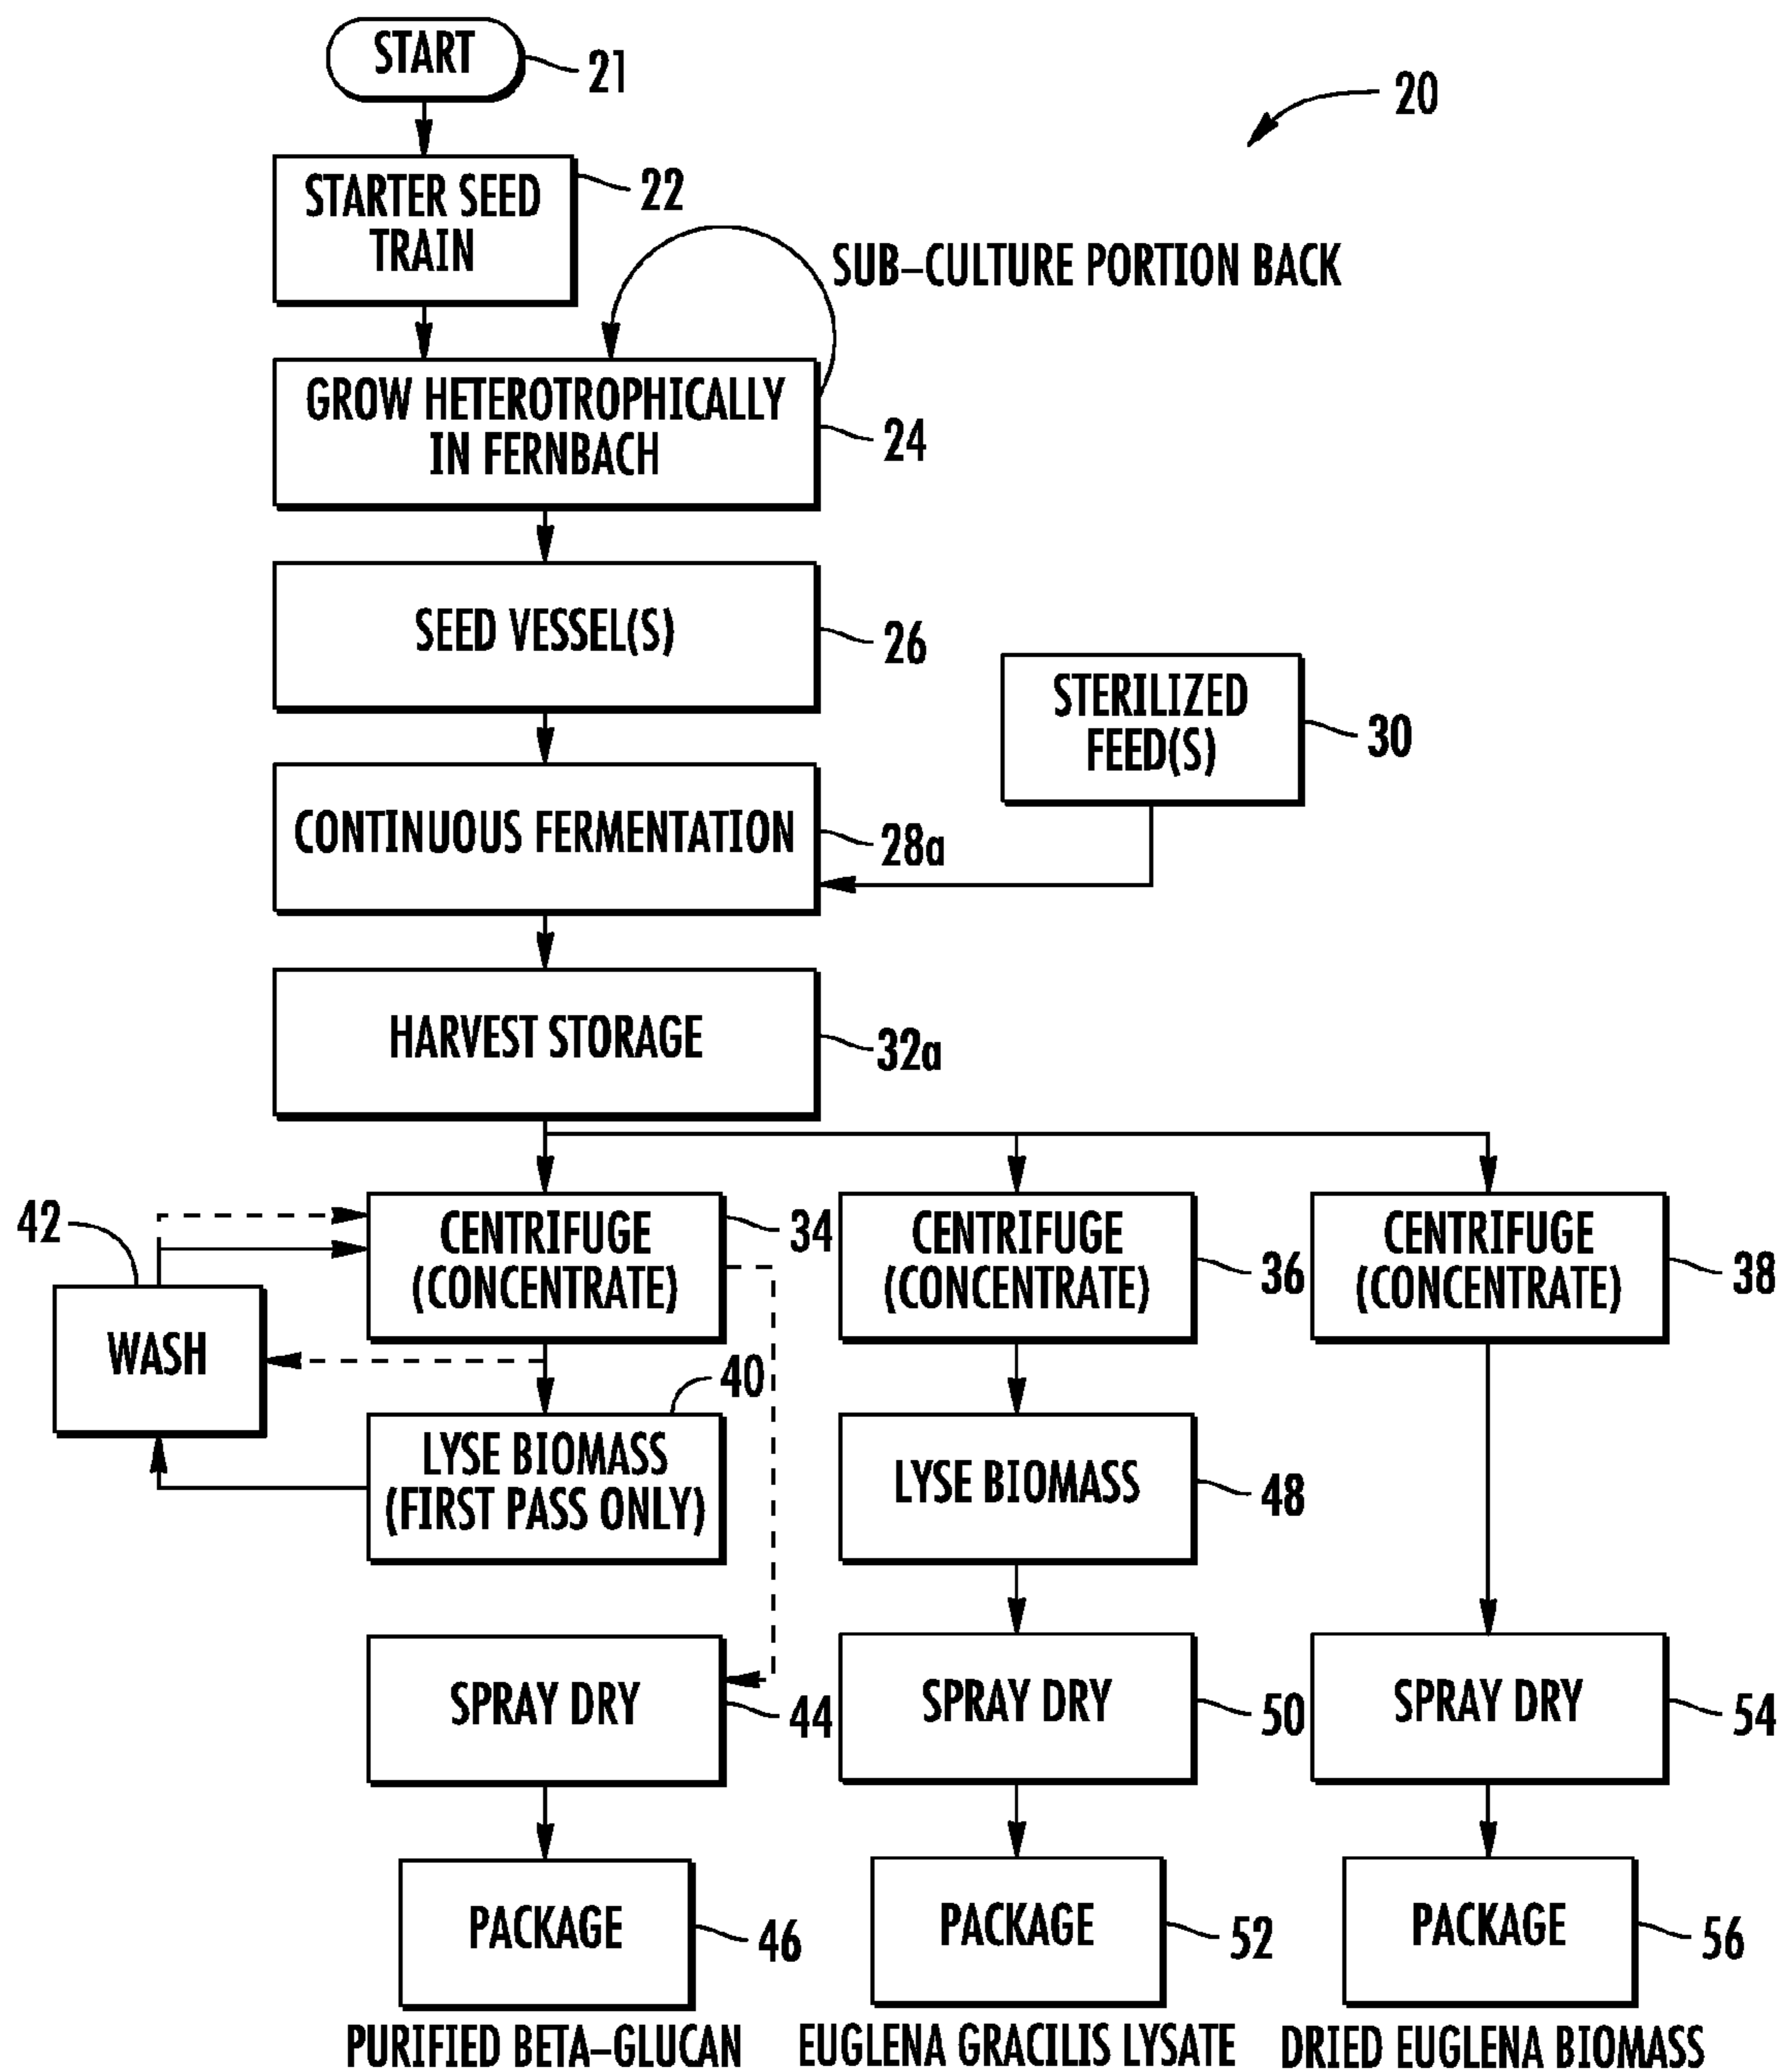 START
21
20
STARTER SEED
TRAIN
22
SUB–CULTURE PORTION BACK
GROW HETEROTROPHICALLY
IN FERNBACH
24
SEED VESSEL(S)
26
STERILIZED
FEED(S)
30
CONTINUOUS FERMENTATION
28a
HARVEST STORAGE
32a
42
CENTRIFUGE
(CONCENTRATE)
34
CENTRIFUGE
(CONCENTRATE)
36
CENTRIFUGE
(CONCENTRATE)
38
WASH
40
LYSE BIOMASS
(FIRST PASS ONLY)
LYSE BIOMASS
48
SPRAY DRY
44
SPRAY DRY
50
SPRAY DRY
54
PACKAGE
46
PACKAGE
52
PACKAGE
56
PURIFIED BETA–GLUCAN
EUGLENA GRACILIS LYSATE
DRIED EUGLENA BIOMASS